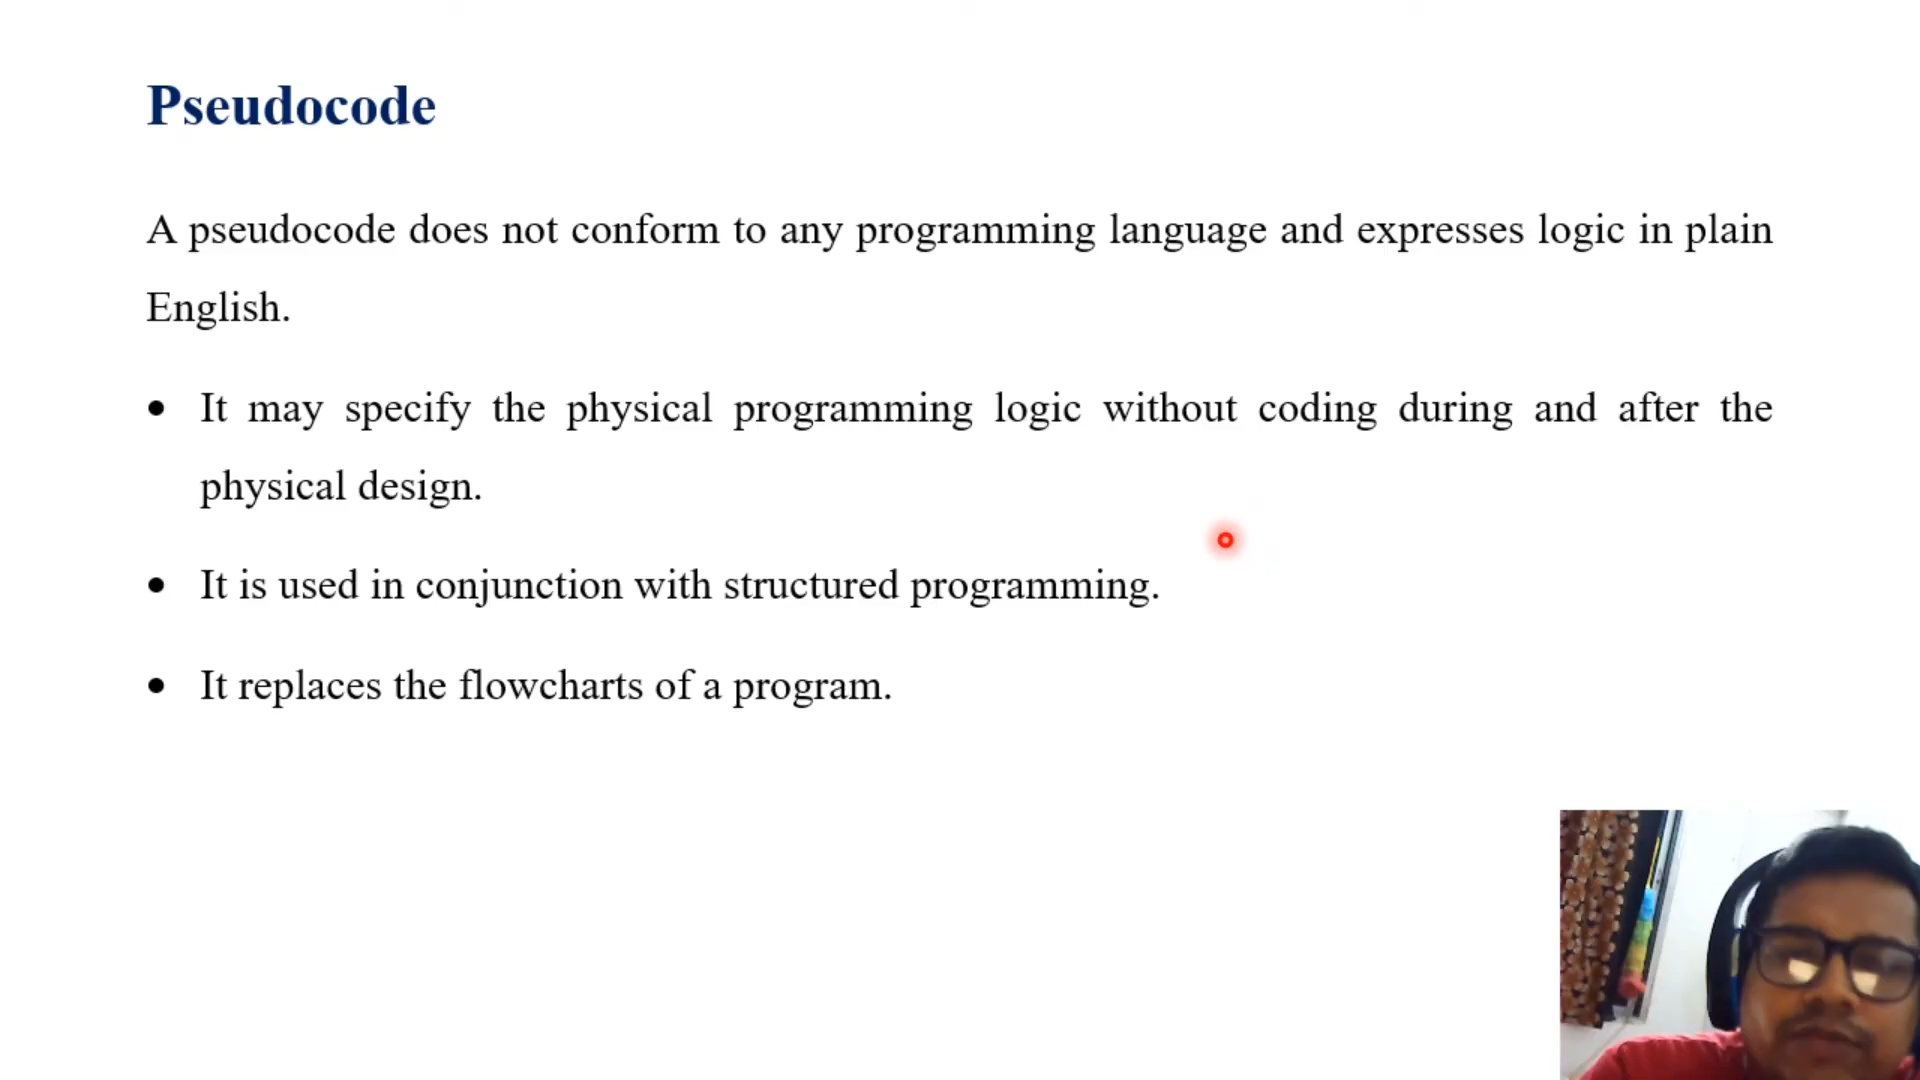 Pseudocode
A pseudocode does not conform to any programming language and expresses logic in plain
English.
• It may specify the physical programming logic without coding during and after the
physical design.
• It is used in conjunction with structured programming.
• It replaces the flowcharts of a program.